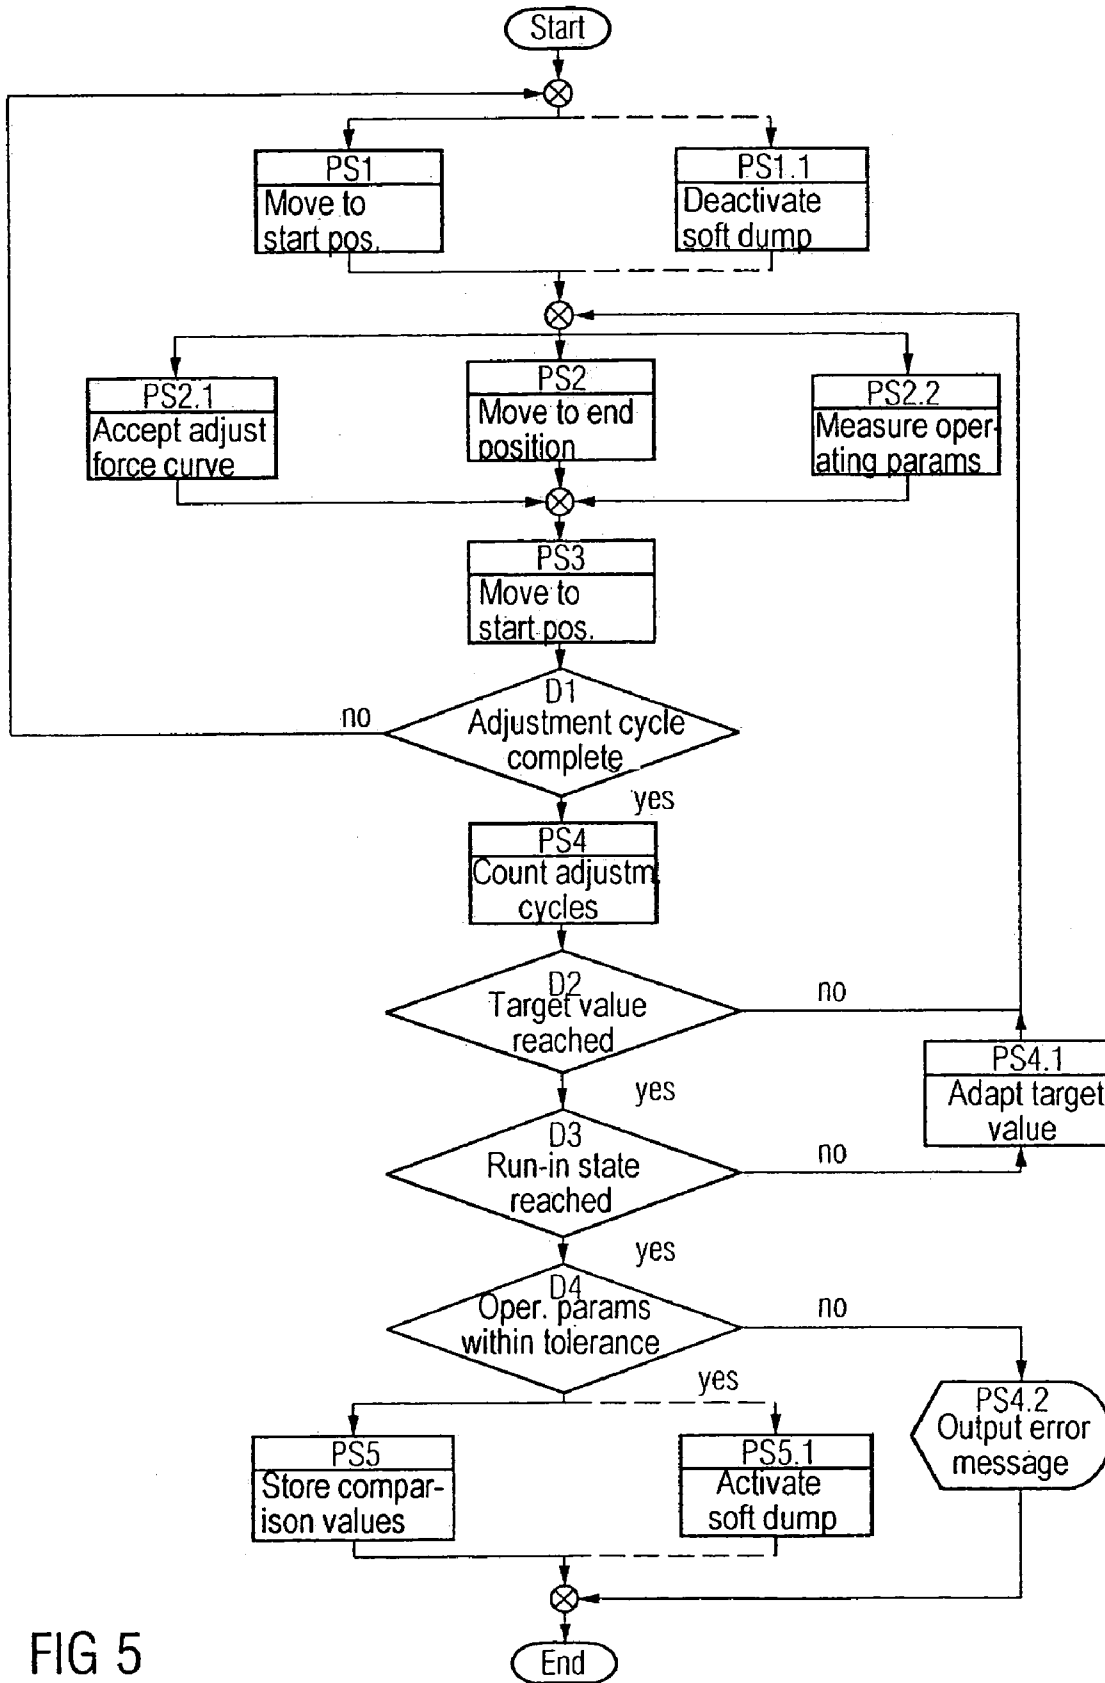 Start
PS1
Move to
start pos.
PS1.1
Deactivate
soft dump
PS2.1
Accept adjust
force curve
PS2
Move to end
position
PS2.2
Measure oper-
ating params
PS3
Move to
start pos.
D1
Adjustment cycle
complete
no
yes
PS4
Count adjustm.
cycles
D2
Target value
reached
no
yes
PS4.1
Adapt target
value
D3
Run-in state
reached
no
yes
D4
Oper. params
within tolerance
no
yes
PS4.2
Output error
message
PS5
Store compar-
ison values
PS5.1
Activate
soft dump
End
FIG 5